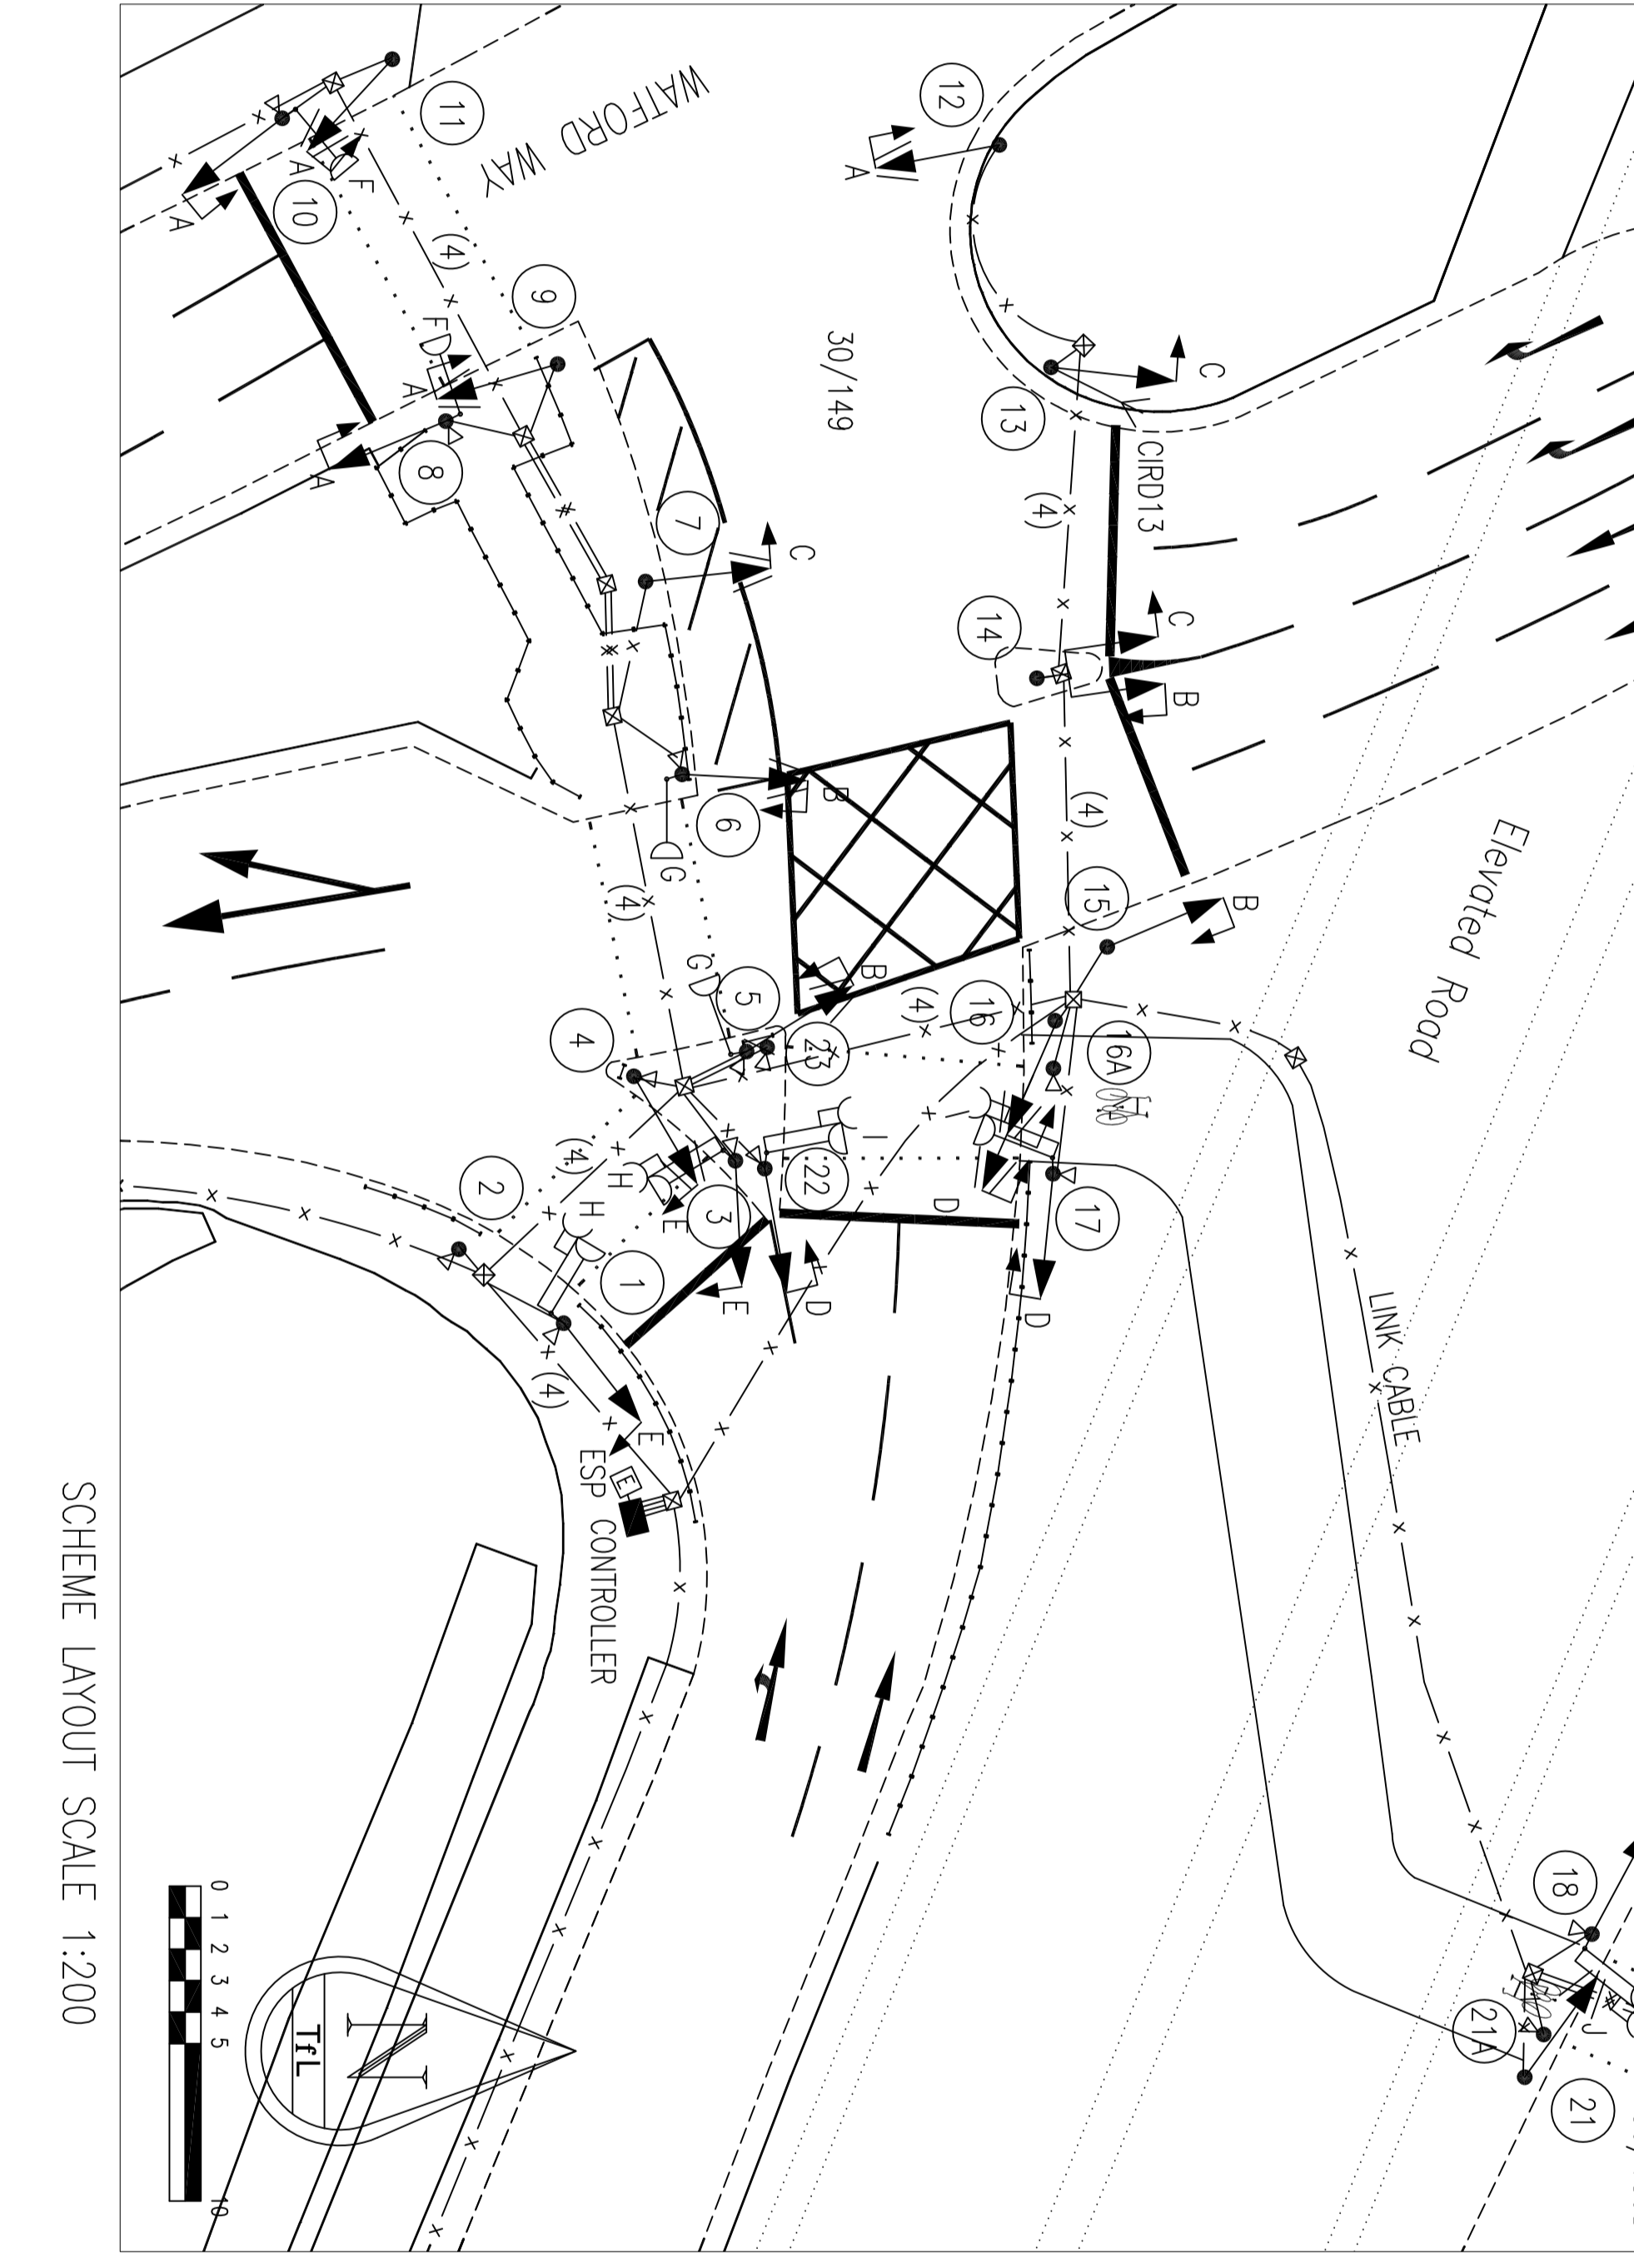 11
12
WATFORD WAY
A
A
A
F
10
(4)
9
F
A
A
8
30/149
C
13
CIRD13
(4)
7
C
14
C
B
B
6
G
(4)
(4)
15
B
Elevated Road
G
5
B
(4)
16
16A
4
23
(4)
2
H
H
E
3
22
I
D
17
1
E
D
D
(4)
E
E
ESP CONTROLLER
LINK CABLE
18
21A
J
21
SCHEME LAYOUT SCALE 1:200
0 1 2 3 4 5 10
N
TfL